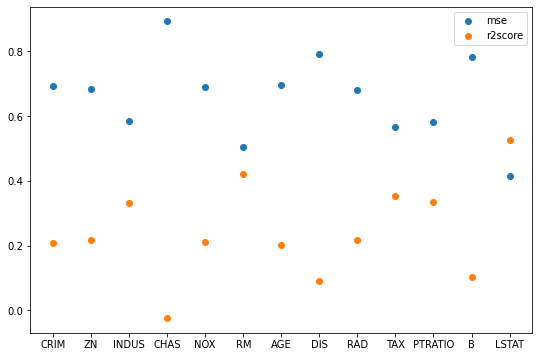 mse
r2score
0.8
0.6
0.4
0.2
0.0
CRIM ZN INDUS CHAS NOX RM AGE DIS RAD TAX PTRATIO B LSTAT